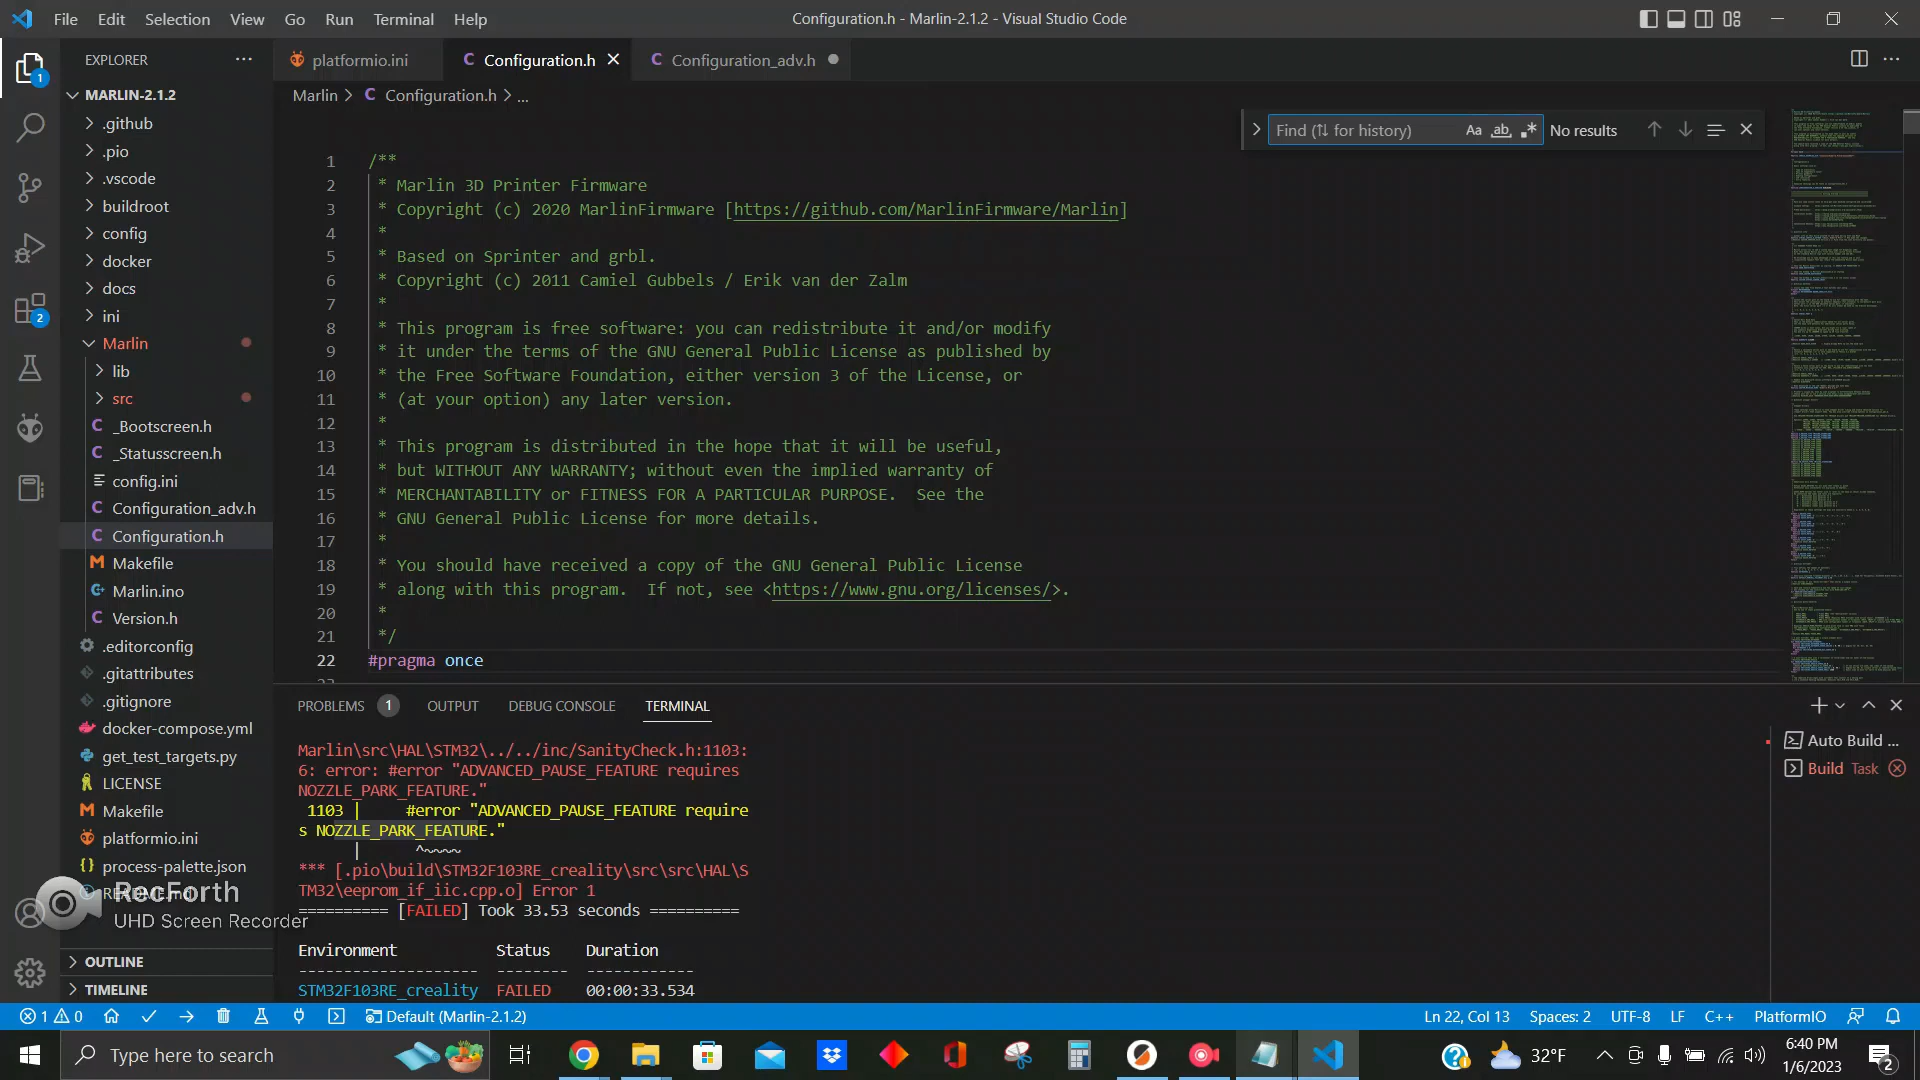 File Edit Selection View Go Run Terminal Help
Configuration.h - Marlin-2.1.2 - Visual Studio Code
EXPLORER
platformio.ini
C Configuration.h
C Configuration_adv.h
1
MARLIN-2.1.2
Marlin > C Configuration.h > ...
.github
.pio
.vscode
buildroot
config
docker
docs
ini
2
Marlin
lib
src
C _Bootscreen.h
C _Statusscreen.h
config.ini
C Configuration_adv.h
C Configuration.h
M Makefile
Marlin.ino
C Version.h
.editorconfig
.gitattributes
.gitignore
docker-compose.yml
get_test_targets.py
LICENSE
M Makefile
platformio.ini
{} process-palette.json
README.md
OUTLINE
TIMELINE
RecForth
UHD Screen Recorder
Find (⇅ for history) Aa ab .* No results
1 /**
2 * Marlin 3D Printer Firmware
3 * Copyright (c) 2020 MarlinFirmware [https://github.com/MarlinFirmware/Marlin]
4 *
5 * Based on Sprinter and grbl.
6 * Copyright (c) 2011 Camiel Gubbels / Erik van der Zalm
7 *
8 * This program is free software: you can redistribute it and/or modify
9 * it under the terms of the GNU General Public License as published by
10 * the Free Software Foundation, either version 3 of the License, or
11 * (at your option) any later version.
12 *
13 * This program is distributed in the hope that it will be useful,
14 * but WITHOUT ANY WARRANTY; without even the implied warranty of
15 * MERCHANTABILITY or FITNESS FOR A PARTICULAR PURPOSE.  See the
16 * GNU General Public License for more details.
17 *
18 * You should have received a copy of the GNU General Public License
19 * along with this program.  If not, see <https://www.gnu.org/licenses/>.
20 *
21 */
22 #pragma once
PROBLEMS 1 OUTPUT DEBUG CONSOLE TERMINAL
Marlin\src\HAL\STM32\../../inc/SanityCheck.h:1103:
6: error: #error "ADVANCED_PAUSE_FEATURE requires
NOZZLE_PARK_FEATURE."
1103 | #error "ADVANCED_PAUSE_FEATURE require
s NOZZLE_PARK_FEATURE."
| ^~~~~~
*** [.pio\build\STM32F103RE_creality\src\src\HAL\S
TM32\eeprom_if_iic.cpp.o] Error 1
========== [FAILED] Took 33.53 seconds ==========
Environment Status Duration
-------------------- -------- ------------
STM32F103RE_creality FAILED 00:00:33.534
Auto Build ...
Build Task
1 0 Default (Marlin-2.1.2)
Ln 22, Col 13 Spaces: 2 UTF-8 LF C++ PlatformIO
Type here to search
32°F
6:40 PM
1/6/2023
2